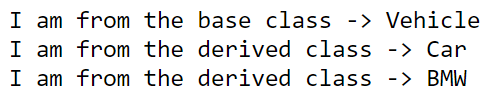 I am from the base class -> Vehicle
I am from the derived class -> Car
I am from the derived class -> BMW